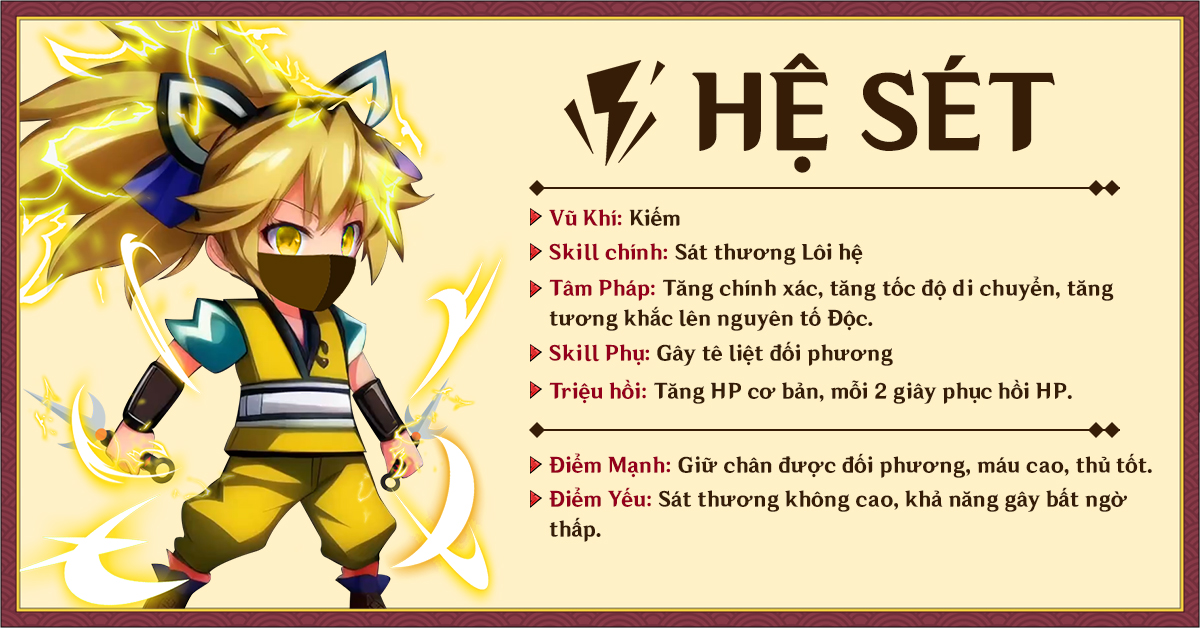 HỆ SÉT
Vũ Khí: Kiếm
Skill chính: Sát thương Lôi hệ
Tâm Pháp: Tăng chính xác, tăng tốc độ di chuyển, tăng
tương khắc lên nguyên tố Độc.
Skill Phụ: Gây tê liệt đối phương
Triệu hồi: Tăng HP cơ bản, mỗi 2 giây phục hồi HP.
Điểm Mạnh: Giữ chân được đối phương, máu cao, thủ tốt.
Điểm Yếu: Sát thương không cao, khả năng gây bất ngờ
thấp.